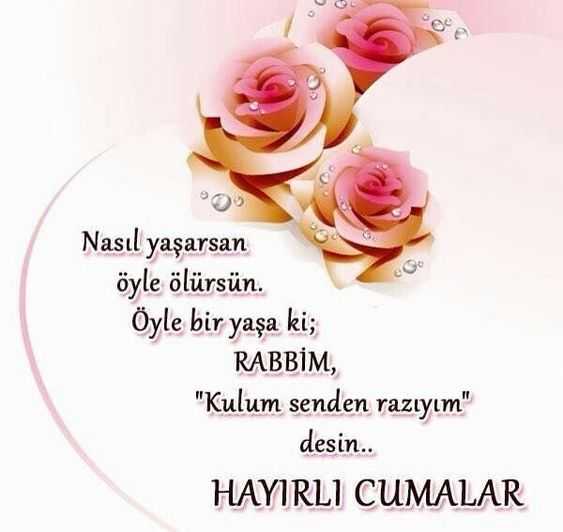 Nasıl yaşarsan
öyle ölürsün.
Öyle bir yaşa ki;
RABBİM,
"Kulum senden razıyım"
desin..
HAYIRLI CUMALAR